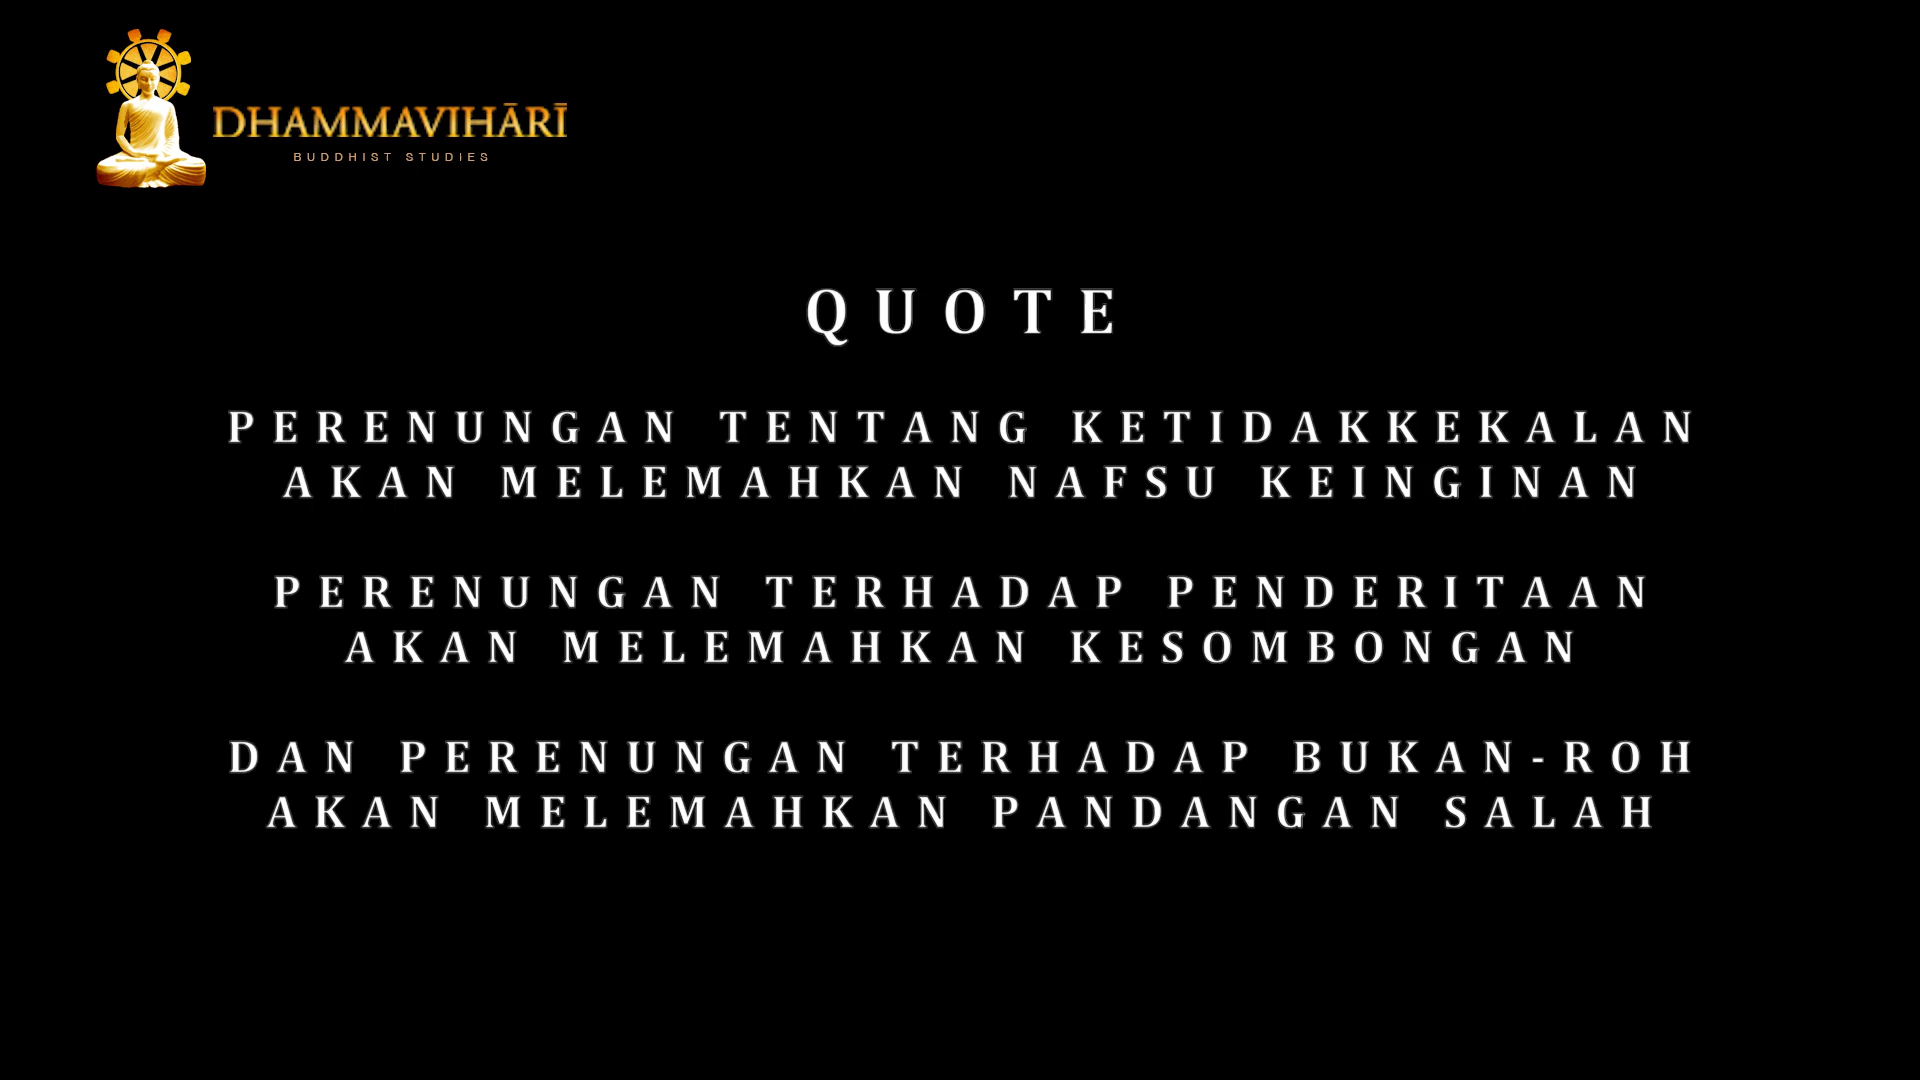 DHAMMAVIHĀRĪ
BUDDHIST STUDIES
QUOTE
PERENUNGAN TENTANG KETIDAKKEKALAN
AKAN MELEMAHKAN NAFSU KEINGINAN
PERENUNGAN TERHADAP PENDERITAAN
AKAN MELEMAHKAN KESOMBONGAN
DAN PERENUNGAN TERHADAP BUKAN-ROH
AKAN MELEMAHKAN PANDANGAN SALAH